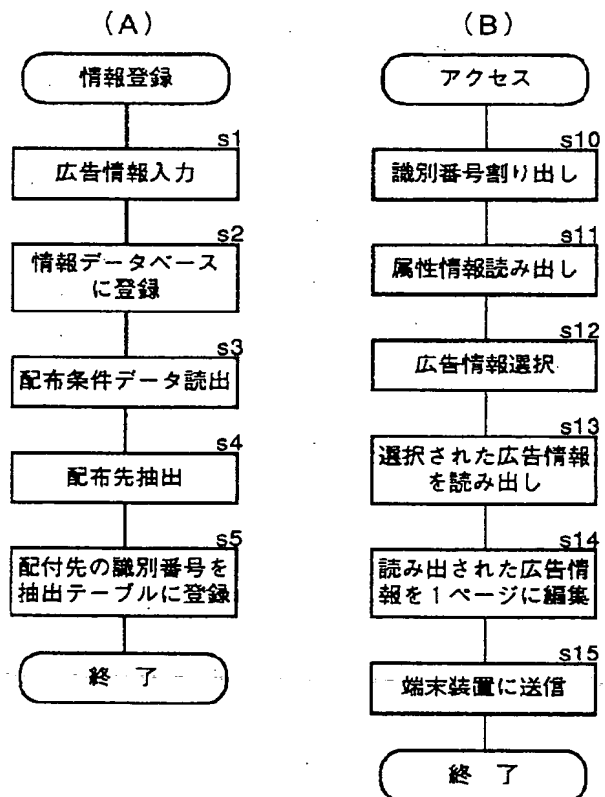 (A)
情報登録
s1
広告情報入力
s2
情報データベース
に登録
s3
配布条件データ読出
s4
配布先抽出
s5
配付先の識別番号を
抽出テーブルに登録
終了
(B)
アクセス
s10
識別番号割り出し
s11
属性情報読み出し
s12
広告情報選択
s13
選択された広告情報
を読み出し
s14
読み出された広告情
報を1ページに編集
s15
端末装置に送信
終了